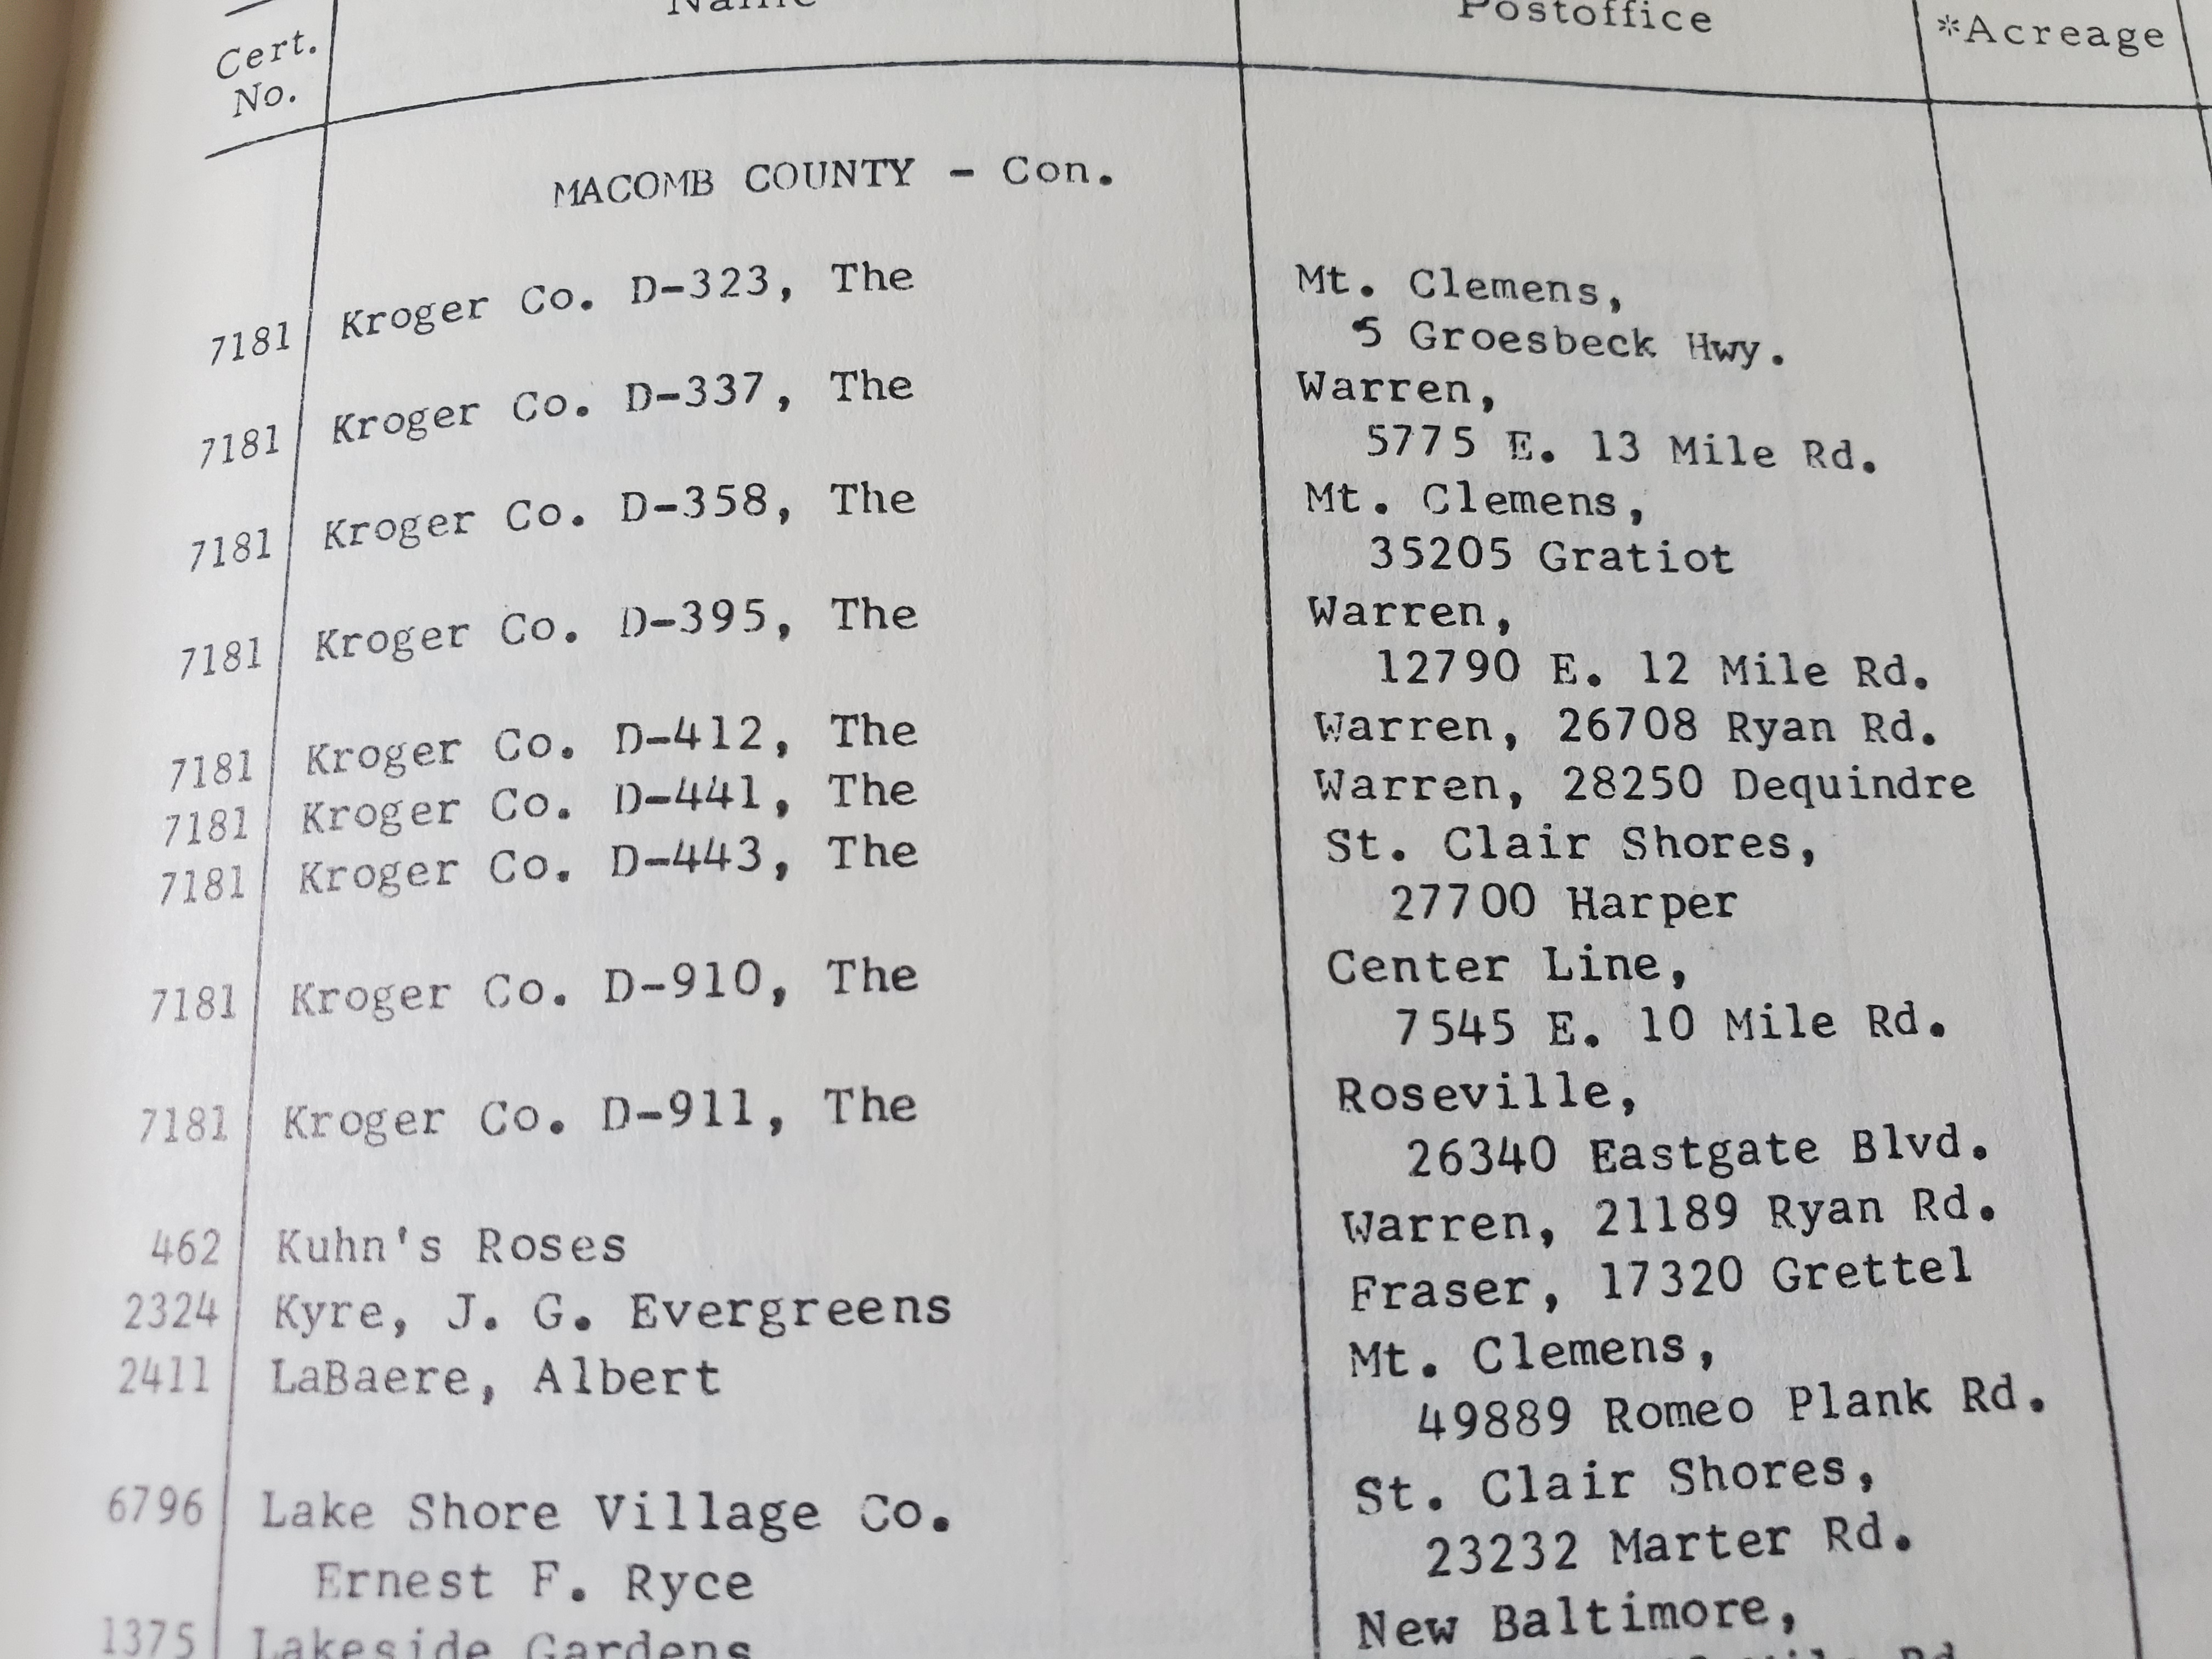 Cert. No. Name Postoffice *Acreage
MACOMB COUNTY - Con.
7181 Kroger Co. D-323, The Mt. Clemens,
5 Groesbeck Hwy.
7181 Kroger Co. D-337, The Warren,
5775 E. 13 Mile Rd.
7181 Kroger Co. D-358, The Mt. Clemens,
35205 Gratiot
7181 Kroger Co. D-395, The Warren,
12790 E. 12 Mile Rd.
7181 Kroger Co. D-412, The Warren, 26708 Ryan Rd.
7181 Kroger Co. D-441, The Warren, 28250 Dequindre
7181 Kroger Co. D-443, The St. Clair Shores,
27700 Harper
7181 Kroger Co. D-910, The Center Line,
7545 E. 10 Mile Rd.
7181 Kroger Co. D-911, The Roseville,
26340 Eastgate Blvd.
462 Kuhn's Roses Warren, 21189 Ryan Rd.
2324 Kyre, J. G. Evergreens Fraser, 17320 Grettel
2411 LaBaere, Albert Mt. Clemens,
49889 Romeo Plank Rd.
6796 Lake Shore Village Co. St. Clair Shores,
Ernest F. Ryce 23232 Marter Rd.
1375 Lakeside Gardens New Baltimore,
Mile Rd